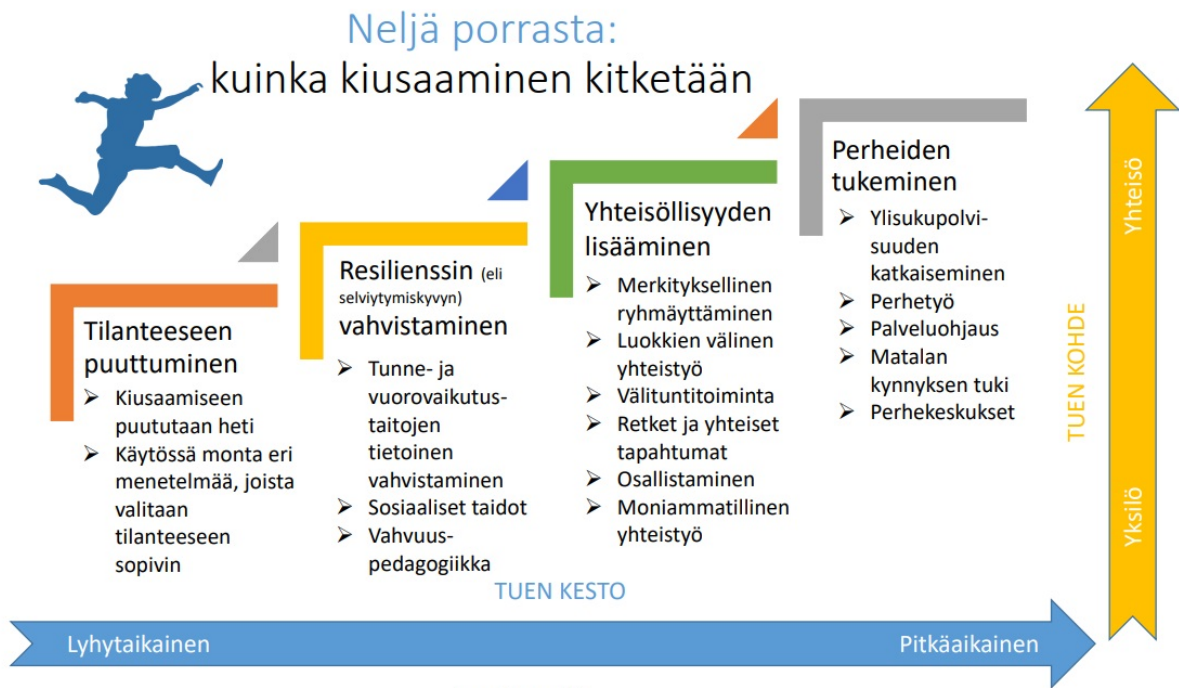 Neljä porrasta:
kuinka kiusaaminen kitketään
Tilanteeseen
puuttuminen
➢ Kiusaamiseen
puututaan heti
➢ Käytössä monta eri
menetelmää, joista
valitaan
tilanteeseen
sopivin
Resilienssin (eli
selviytymiskyvyn)
vahvistaminen
➢ Tunne- ja
vuorovaikutus-
taitojen
tietoinen
vahvistaminen
➢ Sosiaaliset taidot
➢ Vahvuus-
pedagogiikka
Yhteisöllisyyden
lisääminen
➢ Merkityksellinen
ryhmäyttäminen
➢ Luokkien välinen
yhteistyö
➢ Välituntitoiminta
➢ Retket ja yhteiset
tapahtumat
➢ Osallistaminen
➢ Moniammatillinen
yhteistyö
Perheiden
tukeminen
➢ Ylisukupolvi-
suuden
katkaiseminen
➢ Perhetyö
➢ Palveluohjaus
➢ Matalan
kynnyksen tuki
➢ Perhekeskukset
TUEN KOHDE
Yhteisö
Yksilö
TUEN KESTO
Lyhytaikainen
Pitkäaikainen